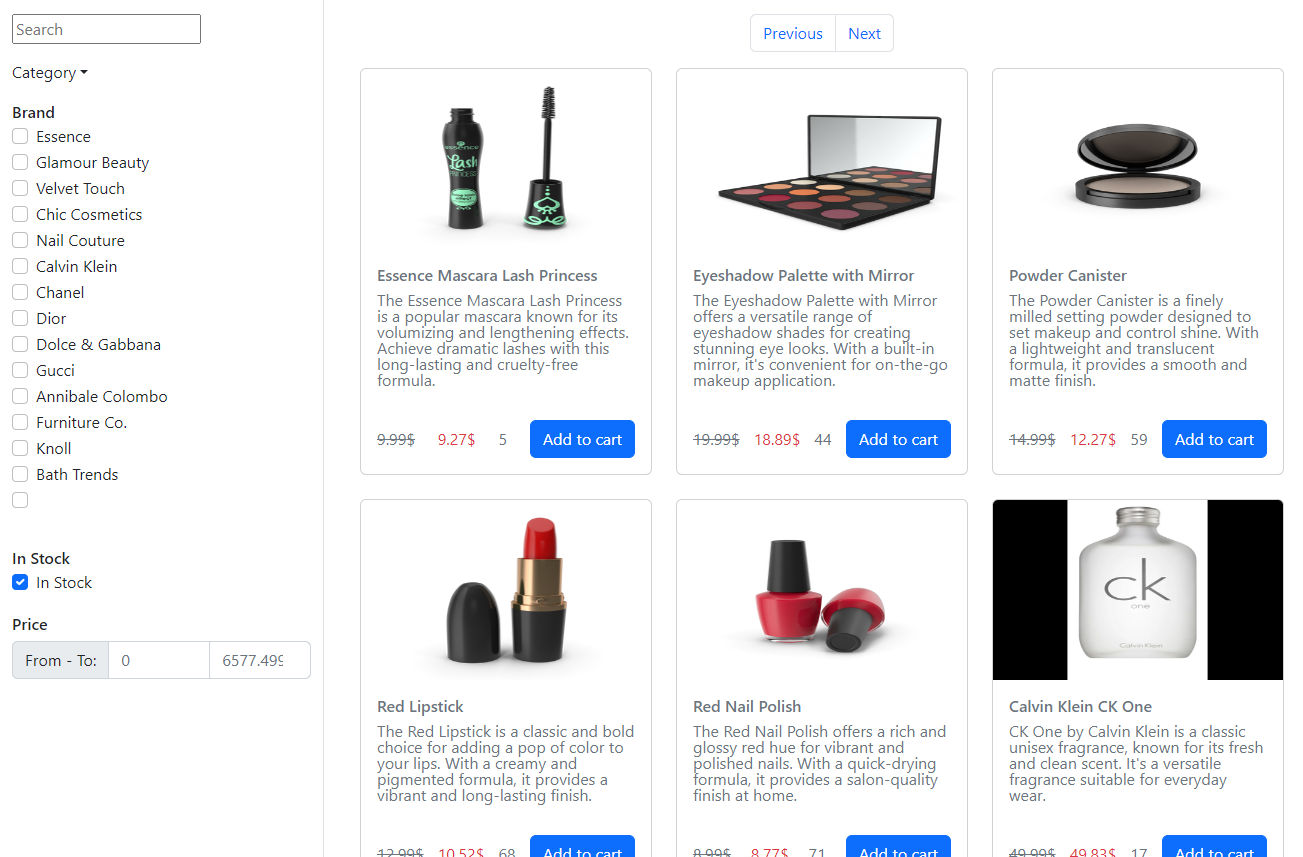 Search
Category
Brand
Essence
Glamour Beauty
Velvet Touch
Chic Cosmetics
Nail Couture
Calvin Klein
Chanel
Dior
Dolce & Gabbana
Gucci
Annibale Colombo
Furniture Co.
Knoll
Bath Trends
In Stock
In Stock
Price
From - To: 0 6577.499
Previous Next
essence
Lash
PRINCESS
Essence Mascara Lash Princess
The Essence Mascara Lash Princess
is a popular mascara known for its
volumizing and lengthening effects.
Achieve dramatic lashes with this
long-lasting and cruelty-free
formula.
9.99$ 9.27$ 5 Add to cart
Eyeshadow Palette with Mirror
The Eyeshadow Palette with Mirror
offers a versatile range of
eyeshadow shades for creating
stunning eye looks. With a built-in
mirror, it's convenient for on-the-go
makeup application.
19.99$ 18.89$ 44 Add to cart
Powder Canister
The Powder Canister is a finely
milled setting powder designed to
set makeup and control shine. With
a lightweight and translucent
formula, it provides a smooth and
matte finish.
14.99$ 12.27$ 59 Add to cart
Red Lipstick
The Red Lipstick is a classic and bold
choice for adding a pop of color to
your lips. With a creamy and
pigmented formula, it provides a
vibrant and long-lasting finish.
12.99$ 10.52$ 68 Add to cart
Red Nail Polish
The Red Nail Polish offers a rich and
glossy red hue for vibrant and
polished nails. With a quick-drying
formula, it provides a salon-quality
finish at home.
8.99$ 8.77$ 71 Add to cart
ck
one
Calvin Klein
Calvin Klein CK One
CK One by Calvin Klein is a classic
unisex fragrance, known for its fresh
and clean scent. It's a versatile
fragrance suitable for everyday
wear.
49.99$ 49.83$ 17 Add to cart